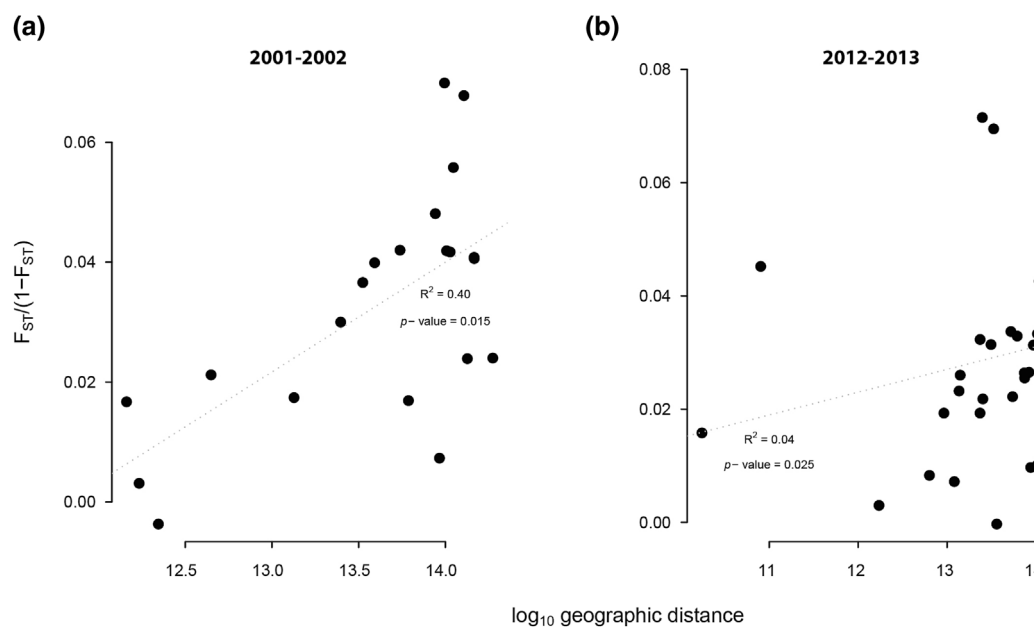 (a)
2001-2002
0.06
0.04
0.02
0.00
F_ST/(1−F_ST)
R² = 0.40
p− value = 0.015
12.5 13.0 13.5 14.0
(b)
2012-2013
0.08
0.06
0.04
0.02
0.00
R² = 0.04
p− value = 0.025
11 12 13
log₁₀ geographic distance